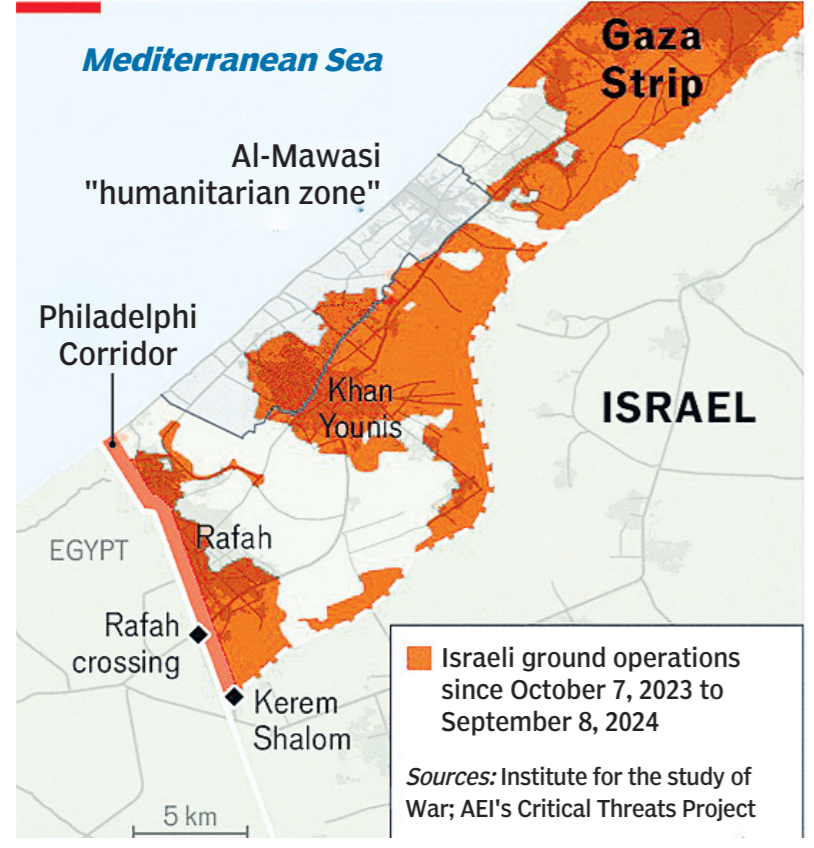 Mediterranean Sea
Gaza
Strip
Al-Mawasi
"humanitarian zone"
Philadelphi
Corridor
Khan
Younis
ISRAEL
Rafah
EGYPT
Rafah
crossing
Kerem
Shalom
Israeli ground operations
since October 7, 2023 to
September 8, 2024
Sources: Institute for the study of
War; AEI's Critical Threats Project
5 km